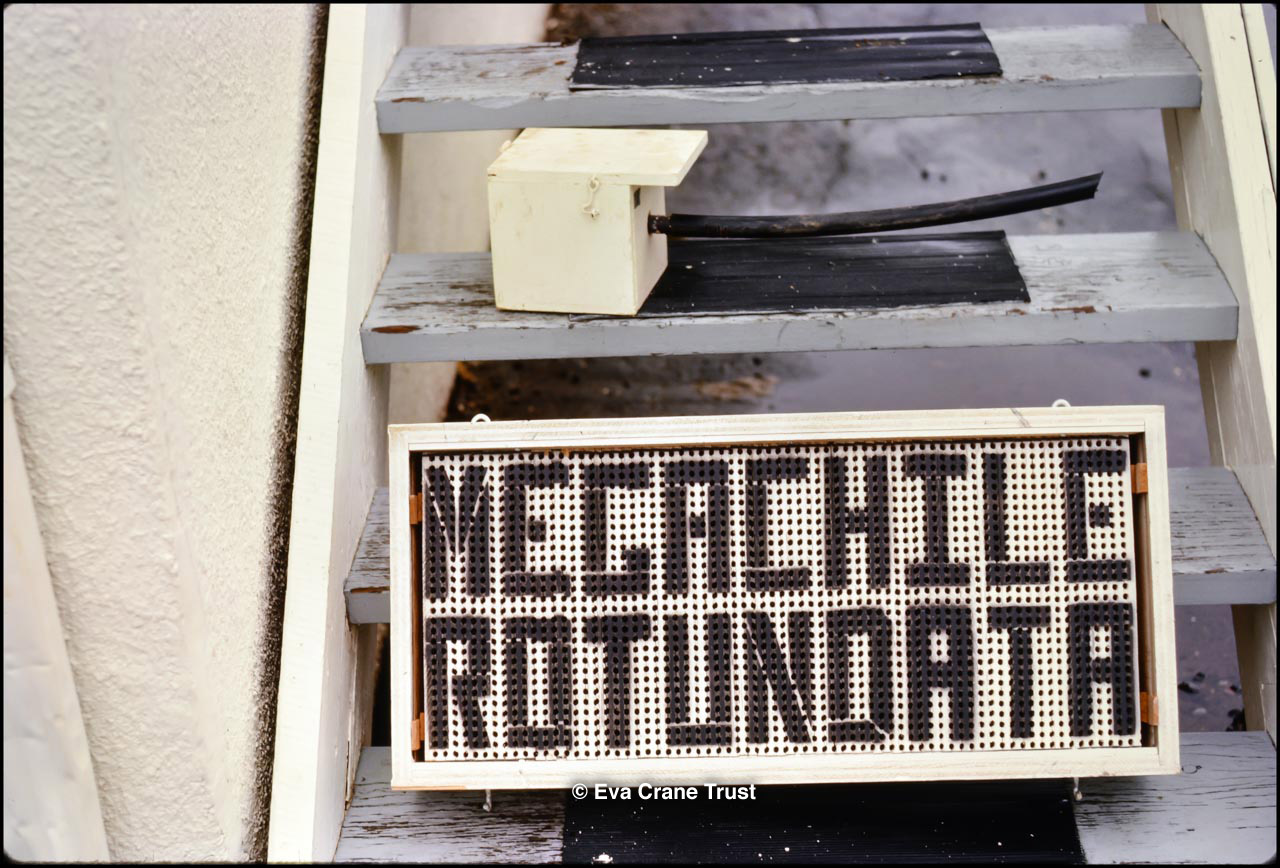 MEGACHILE
ROTUNDATA
© Eva Crane Trust